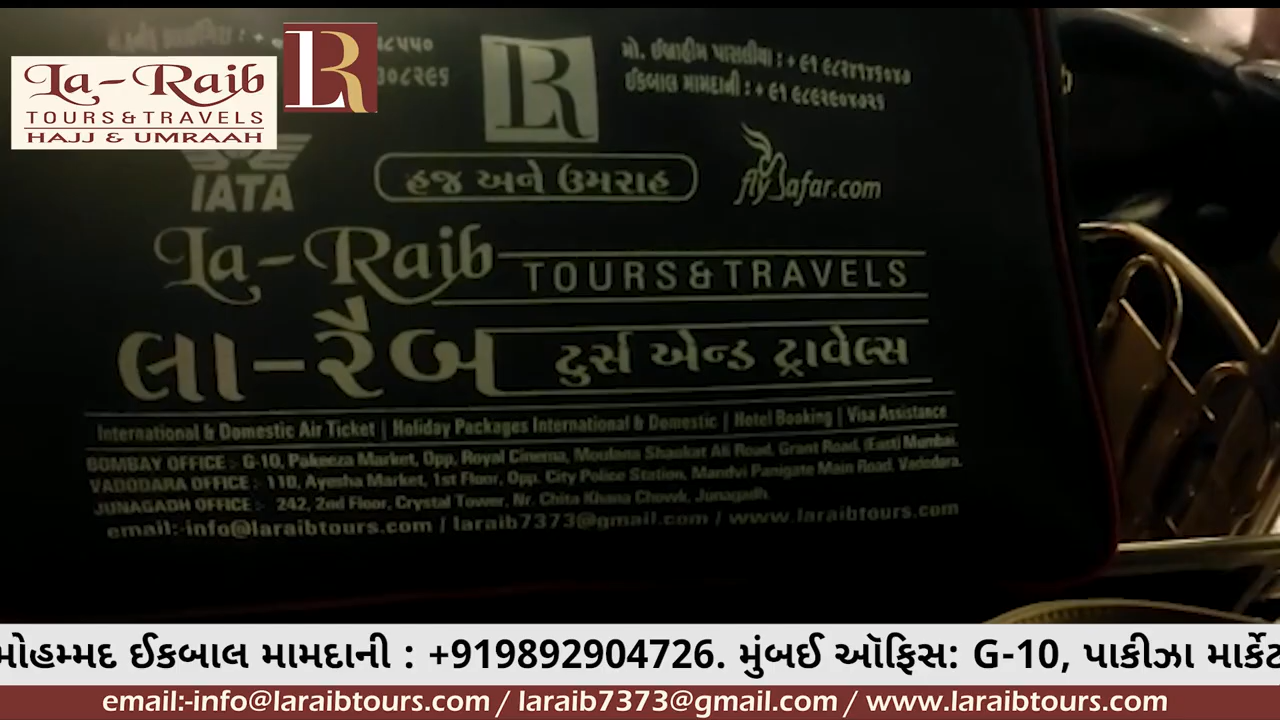 La-Raib
TOURS & TRAVELS
HAJJ & UMRAAH
LR
LR
મો. ઈબ્રાહીમ પારાલીયા : + ૯૧
ઈકબાલ મામદાની : + ૯૧ ૯૮૯૨૯૦૪૭૨૬
IATA
હજ અને ઉમરાહ
flySafar.com
La-Raib TOURS & TRAVELS
લા-રૈબ ટુર્સ એન્ડ ટ્રાવેલ્સ
International & Domestic Air Ticket | Holiday Packages International & Domestic | Hotel Booking | Visa Assistance
BOMBAY OFFICE : G-10, Pakeeza Market, Opp. Royal Cinema, Moulana Shaukat Ali Road, Grant Road, (East) Mumbai.
VADODARA OFFICE : 110, Ayesha Market, 1st Floor, Opp. City Police Station, Mandvi Panigate Main Road, Vadodara.
JUNAGADH OFFICE : 242, 2nd Floor, Crystal Tower, Nr. Chita Khana Chowk, Junagadh.
email:-info@laraibtours.com / laraib7373@gmail.com / www.laraibtours.com
મોહમ્મદ ઈકબાલ મામદાની : +919892904726. મુંબઈ ઑફિસ: G-10, પાકીઝા માર્કેટ
email:-info@laraibtours.com / laraib7373@gmail.com / www.laraibtours.com